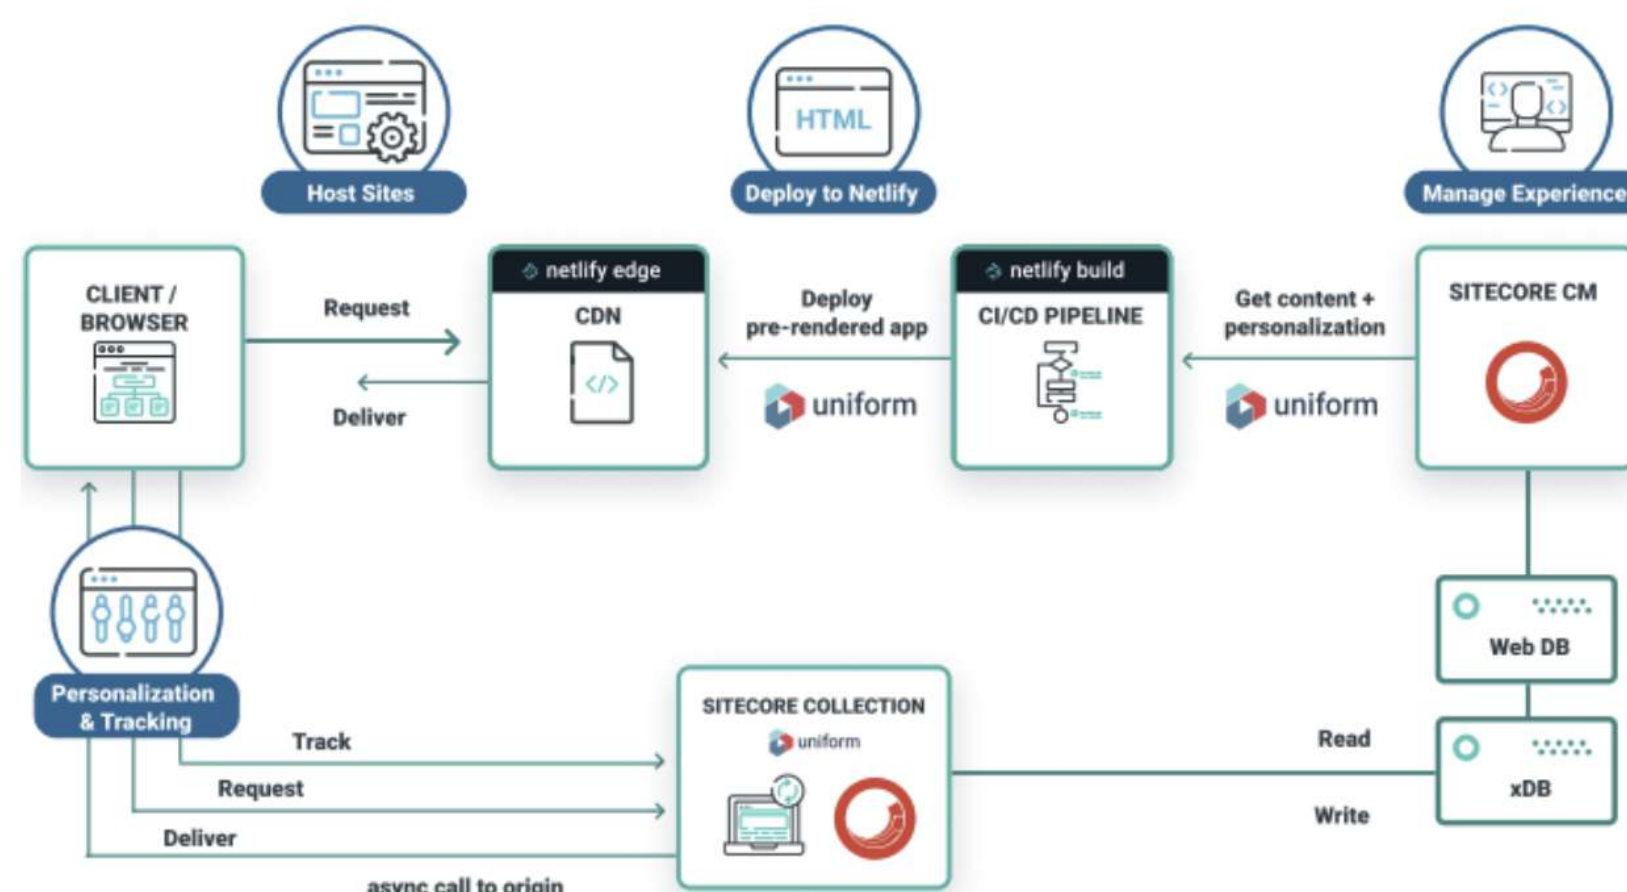 HTML
Host Sites
Deploy to Netlify
Manage Experience
CLIENT /
BROWSER
Request
Deliver
netlify edge
CDN
</>
Deploy
pre-rendered app
uniform
netlify build
CI/CD PIPELINE
Get content +
personalization
uniform
SITECORE CM
Web DB
xDB
Personalization
& Tracking
Track
Request
Deliver
async call to origin
SITECORE COLLECTION
uniform
Read
Write